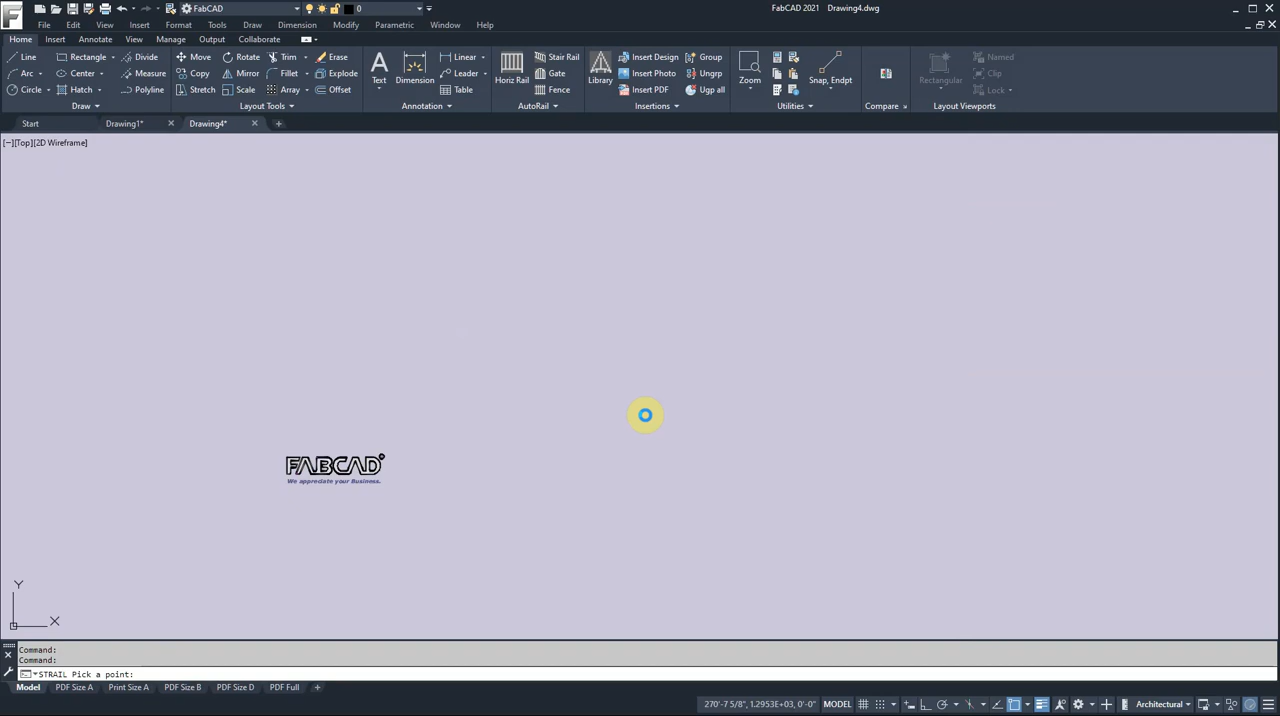 FabCAD
0
FabCAD 2021 Drawing4.dwg
File Edit View Insert Format Tools Draw Dimension Modify Parametric Window Help
Home Insert Annotate View Manage Output Collaborate
Line Rectangle Divide Move Rotate Trim Erase Linear Stair Rail Insert Design Group Named
Arc Center Measure Copy Mirror Fillet Explode Text Dimension Leader Horiz Rail Gate Library Insert Photo Ungrp Zoom Snap, Endpt Rectangular Clip
Circle Hatch Polyline Stretch Scale Array Offset Table Fence Insert PDF Ugp all Lock
Draw Layout Tools Annotation AutoRail Insertions Utilities Compare Layout Viewports
Start Drawing1* Drawing4*
[−][Top][2D Wireframe]
FABCAD
We appreciate your Business.
Y
X
Command:
Command:
STRAIL Pick a point:
Model PDF Size A Print Size A PDF Size B PDF Size D PDF Full
270'-7 5/8", 1.2953E+03, 0'-0" MODEL Architectural